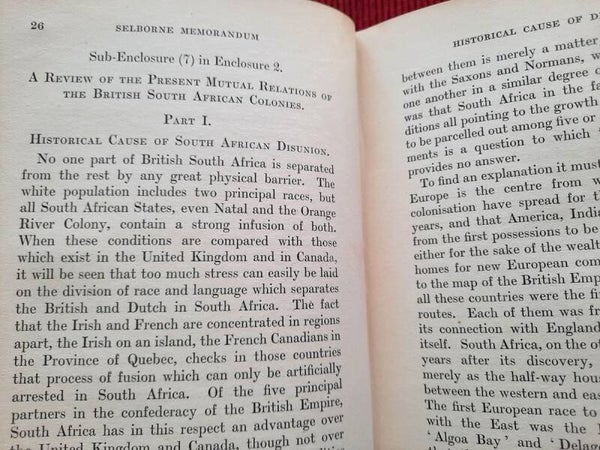 26 SELBORNE MEMORANDUM
Sub-Enclosure (7) in Enclosure 2.
A REVIEW OF THE PRESENT MUTUAL RELATIONS OF
THE BRITISH SOUTH AFRICAN COLONIES.
PART I.
HISTORICAL CAUSE OF SOUTH AFRICAN DISUNION.
No one part of British South Africa is separated
from the rest by any great physical barrier. The
white population includes two principal races, but
all South African States, even Natal and the Orange
River Colony, contain a strong infusion of both.
When these conditions are compared with those
which exist in the United Kingdom and in Canada,
it will be seen that too much stress can easily be laid
on the division of race and language which separates
the British and Dutch in South Africa. The fact
that the Irish and French are concentrated in regions
apart, the Irish on an island, the French Canadians in
the Province of Quebec, checks in those countries
that process of fusion which can only be artificially
arrested in South Africa. Of the five principal
partners in the confederacy of the British Empire,
South Africa has in this respect an advantage over
the United Kingdom and Canada, though not over
HISTORICAL CAUSE OF
between them is merely a matter
with the Saxons and Normans, w
one another in a similar degree o
was that South Africa in the fa
ditions all pointing to the growth
to be parcelled out among five or
ments is a question to which
provides no answer.
To find an explanation it must
Europe is the centre from w
colonisation have spread for
years, and that America, Indi
from the first possessions to be
either for the sake of the wealt
homes for new European com
to the map of the British Emp
all these countries were the fir
routes. Each of them was fr
its connection with England
itself. South Africa, on the ot
years after its discovery,
merely as the half-way hou
between the western and eas
The first European race to
with the East was the
'Algoa Bay' and 'Delag